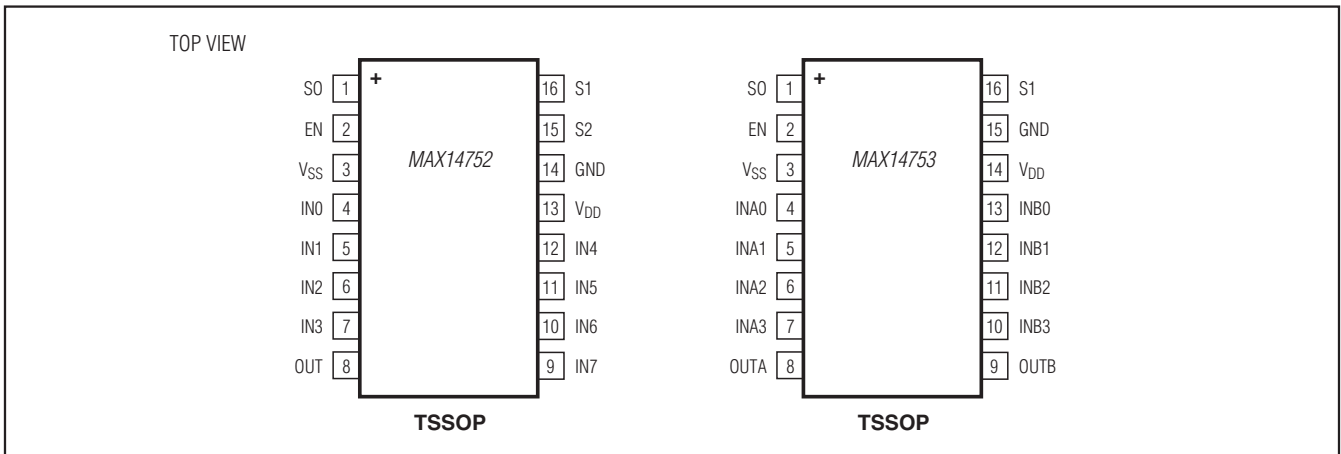 TOP VIEW
+
MAX14752
S0 1
EN 2
VSS 3
IN0 4
IN1 5
IN2 6
IN3 7
OUT 8
16 S1
15 S2
14 GND
13 VDD
12 IN4
11 IN5
10 IN6
9 IN7
TSSOP
+
MAX14753
S0 1
EN 2
VSS 3
INA0 4
INA1 5
INA2 6
INA3 7
OUTA 8
16 S1
15 GND
14 VDD
13 INB0
12 INB1
11 INB2
10 INB3
9 OUTB
TSSOP